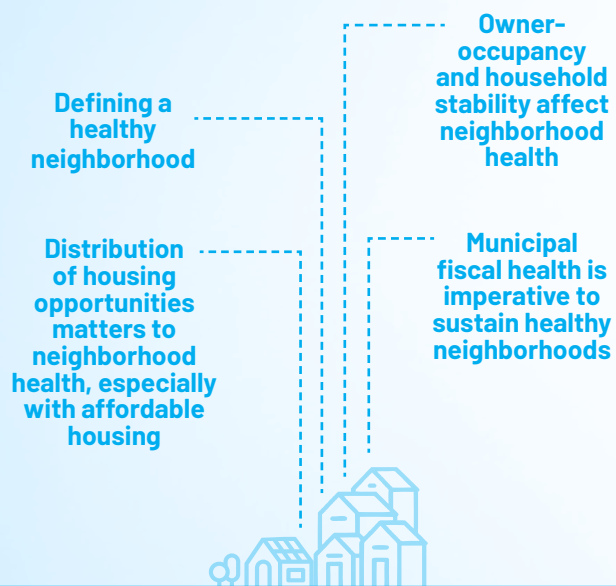 Defining a
healthy
neighborhood
Owner-
occupancy
and household
stability affect
neighborhood
health
Distribution
of housing
opportunities
matters to
neighborhood
health, especially
with affordable
housing
Municipal
fiscal health is
imperative to
sustain healthy
neighborhoods